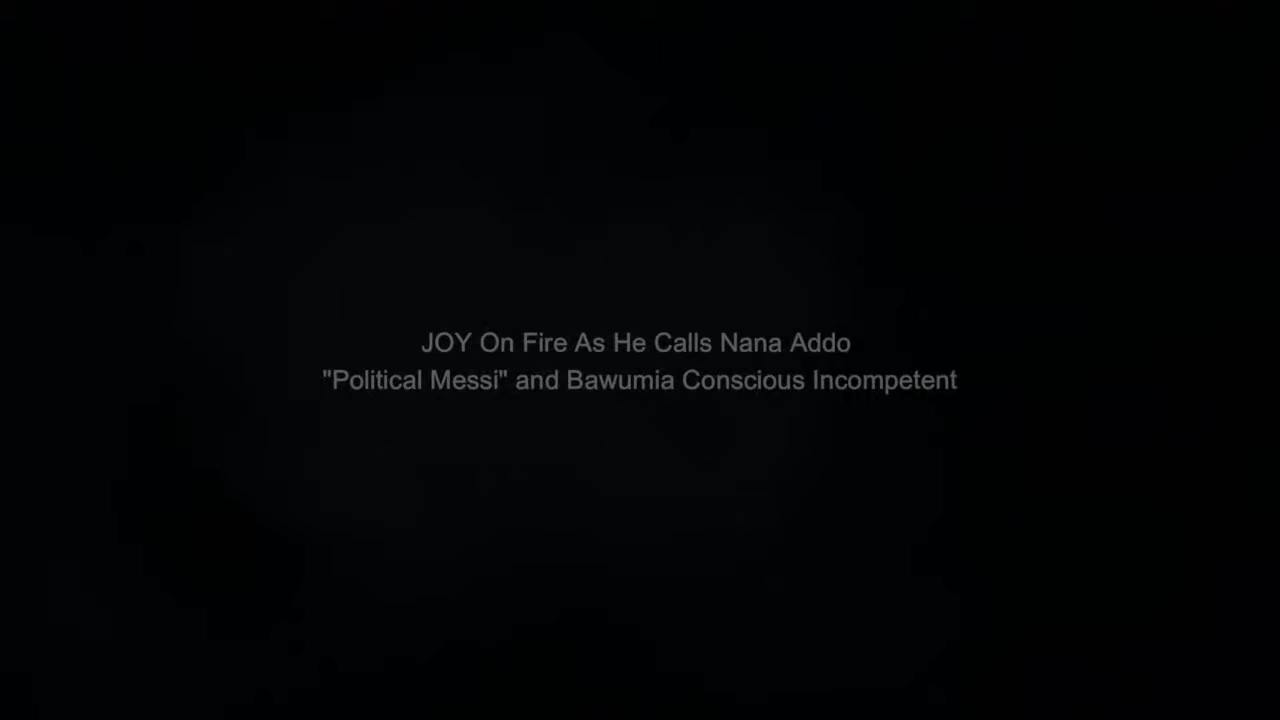 JOY On Fire As He Calls Nana Addo
"Political Messi" and Bawumia Conscious Incompetent